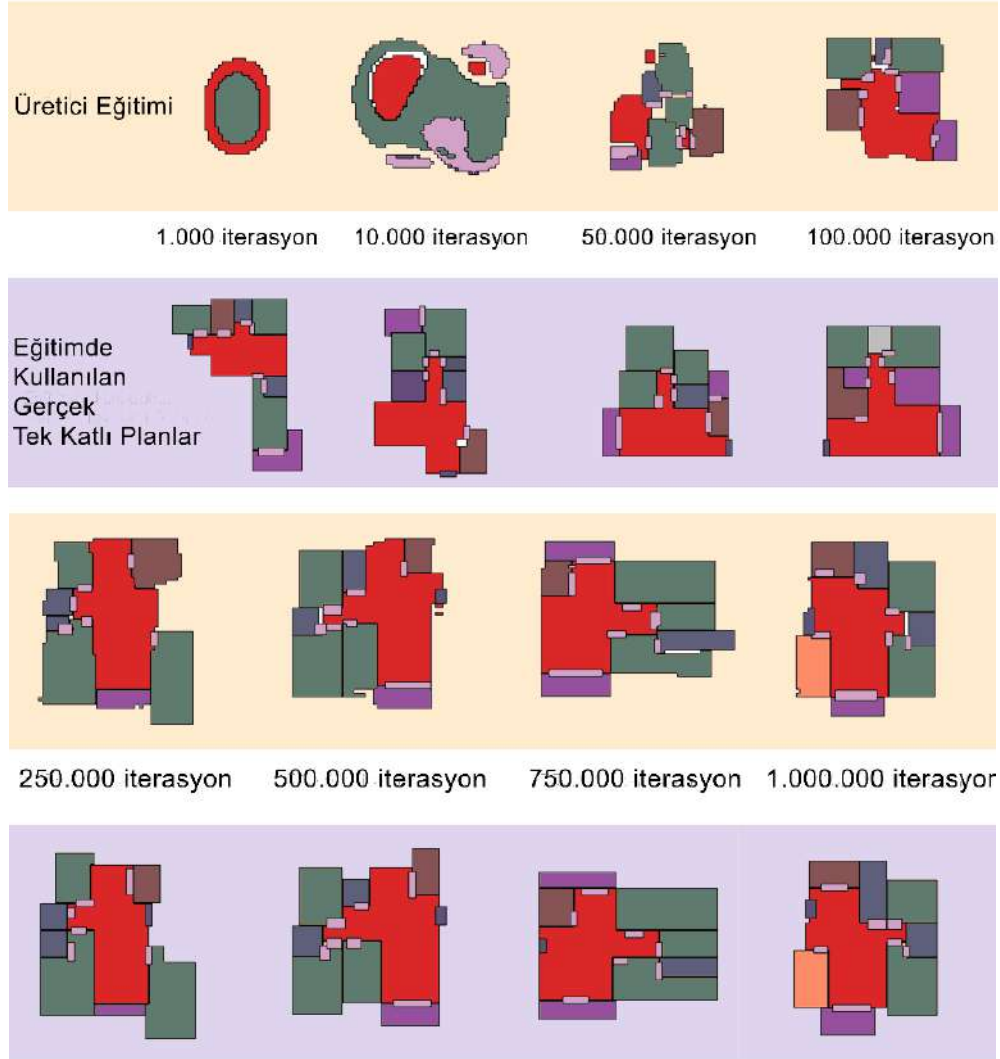 Üretici Eğitimi
1.000 iterasyon 10.000 iterasyon 50.000 iterasyon 100.000 iterasyon
Eğitimde
Kullanılan
Gerçek
Tek Katlı Planlar
250.000 iterasyon 500.000 iterasyon 750.000 iterasyon 1.000.000 iterasyon